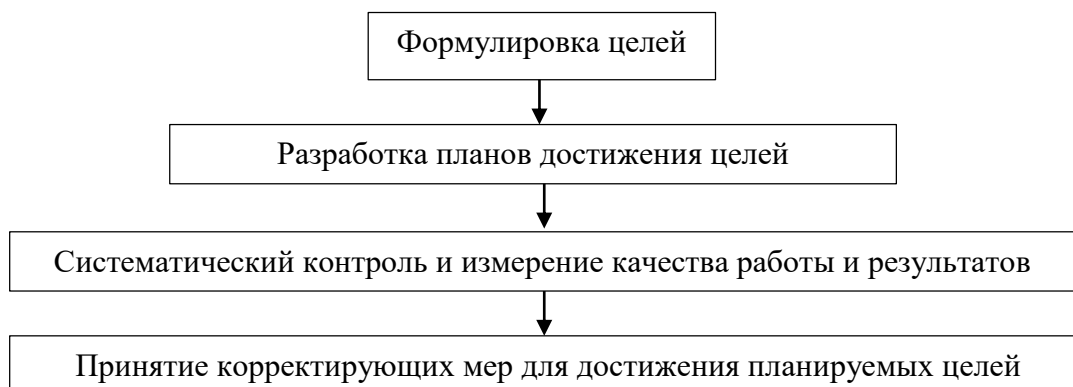 Формулировка целей
Разработка планов достижения целей
Систематический контроль и измерение качества работы и результатов
Принятие корректирующих мер для достижения планируемых целей